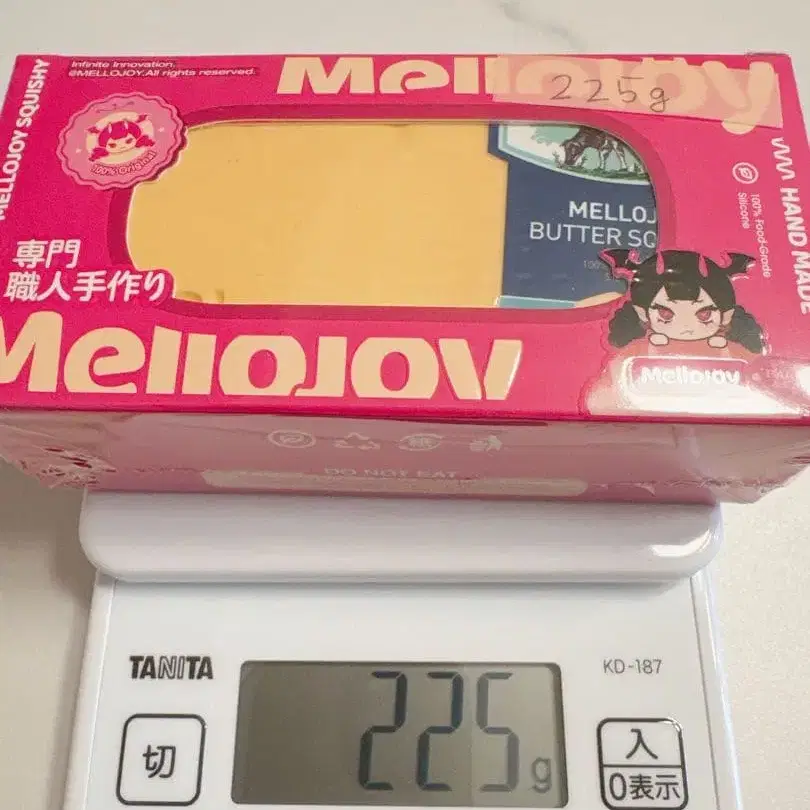 Infinite Innovation.
@MELLOJOY.All rights reserved.
MELLOJOY SQUISHY
Mellojoy
225g
100% Original
専門
職人手作り
MELLOJ
BUTTER SQ
HAND MADE
100% Food-Grade
Silicone
Mellojoy
Mellojoy
DO NOT EAT
TANITA
KD-187
225g
切
入
0表示